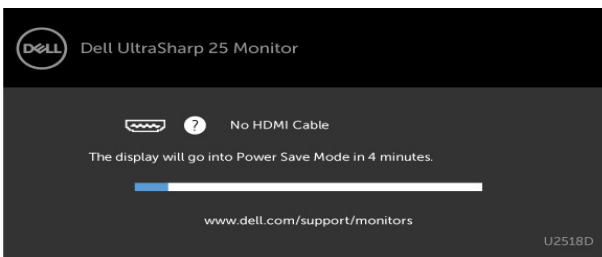 DELL
Dell UltraSharp 25 Monitor
? No HDMI Cable
The display will go into Power Save Mode in 4 minutes.
www.dell.com/support/monitors
U2518D